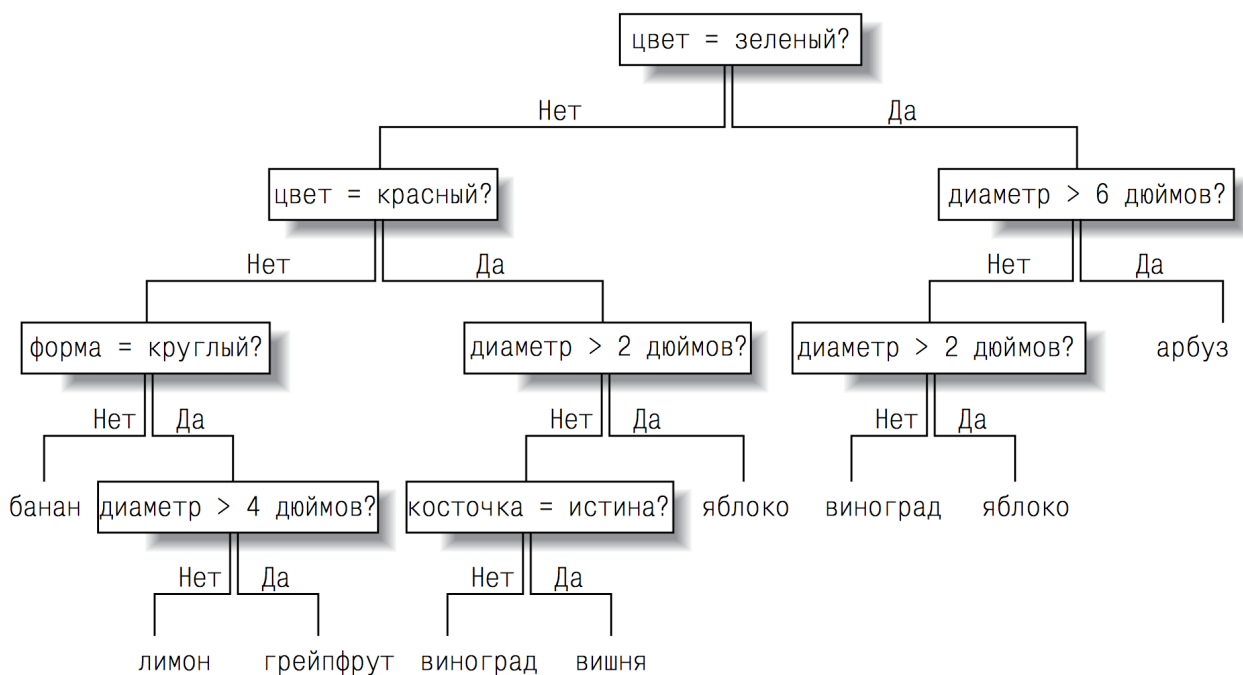 цвет = зеленый?
Нет Да
цвет = красный? диаметр > 6 дюймов?
Нет Да Нет Да
форма = круглый? диаметр > 2 дюймов? диаметр > 2 дюймов? арбуз
Нет Да Нет Да Нет Да
банан диаметр > 4 дюймов? косточка = истина? яблоко виноград яблоко
Нет Да Нет Да
лимон грейпфрут виноград вишня